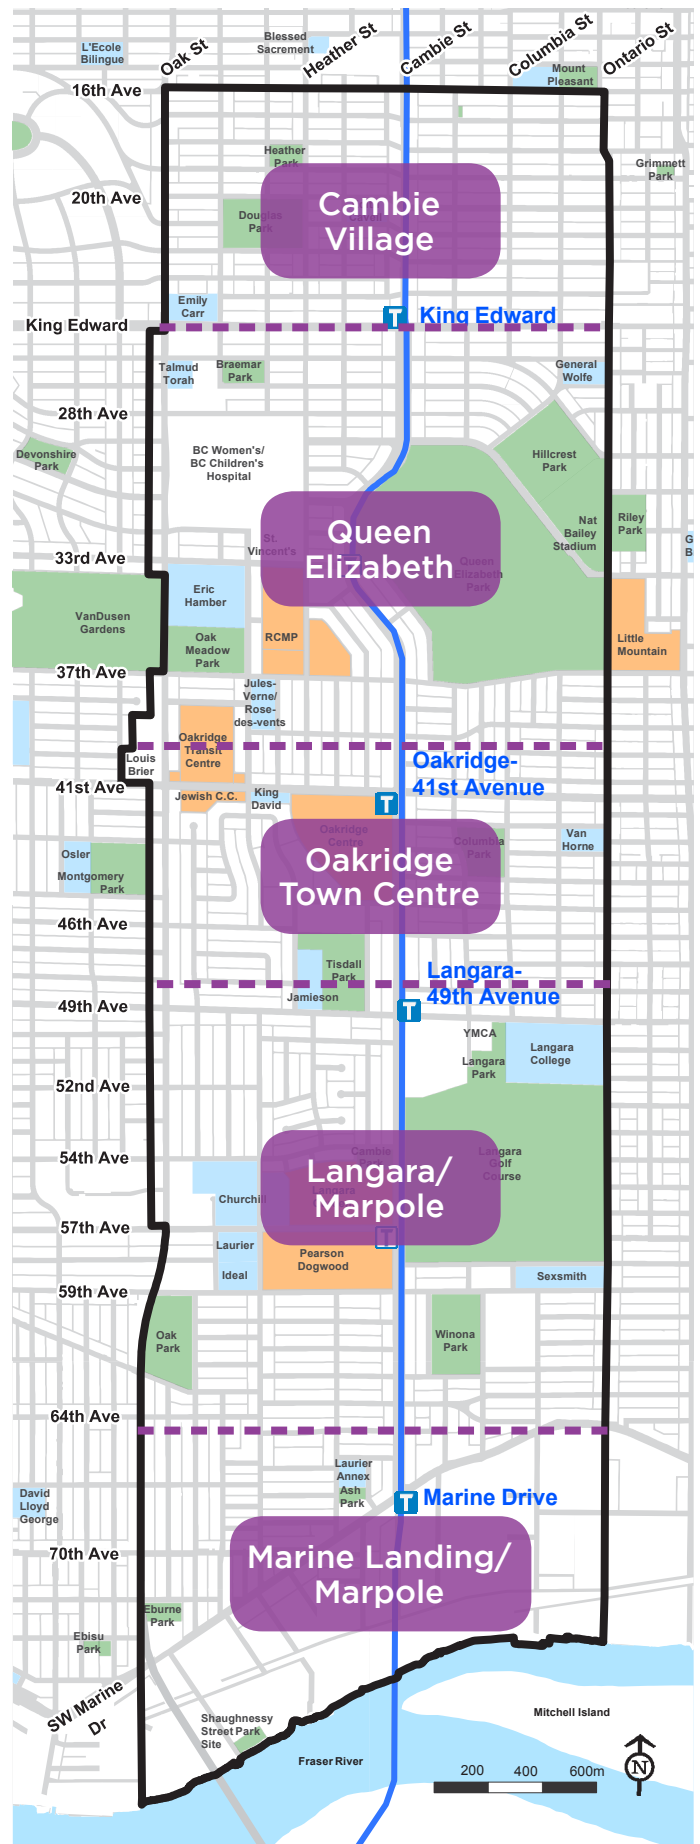 L'Ecole
Bilingue
Blessed
Sacrement
Oak St
Heather St
Cambie St
Columbia St
Ontario St
Mount
Pleasant
16th Ave
Heather
Park
Grimmett
Park
20th Ave
Cambie
Village
Douglas
Park
Emily
Carr
King Edward
King Edward
Talmud
Torah
Braemar
Park
General
Wolfe
28th Ave
Devonshire
Park
BC Women's/
BC Children's
Hospital
Hillcrest
Park
Nat
Bailey
Stadium
Riley
Park
Queen
Elizabeth
St.
Vincent's
Queen
Elizabeth
Park
G
B
33rd Ave
Eric
Hamber
VanDusen
Gardens
Oak
Meadow
Park
RCMP
Little
Mountain
37th Ave
Jules-
Verne/
Rose-
des-vents
Oakridge
Transit
Centre
Louis
Brier
Oakridge-
41st Avenue
41st Ave
Jewish C.C.
King
David
Oakridge
Centre
Columbia
Park
Van
Horne
Osler
Montgomery
Park
Oakridge
Town Centre
46th Ave
Tisdall
Park
Jamieson
Langara-
49th Avenue
49th Ave
YMCA
Langara
Park
Langara
College
52nd Ave
54th Ave
Cambie
Langara
Golf
Course
Langara/
Marpole
Churchill
Langara
57th Ave
Laurier
Ideal
Pearson
Dogwood
Sexsmith
59th Ave
Oak
Park
Winona
Park
64th Ave
Laurier
Annex
Ash
Park
David
Lloyd
George
Marine Drive
70th Ave
Marine Landing/
Marpole
Eburne
Park
Ebisu
Park
SW Marine
Dr
Shaughnessy
Street Park
Site
Mitchell Island
Fraser River
200 400 600m
N